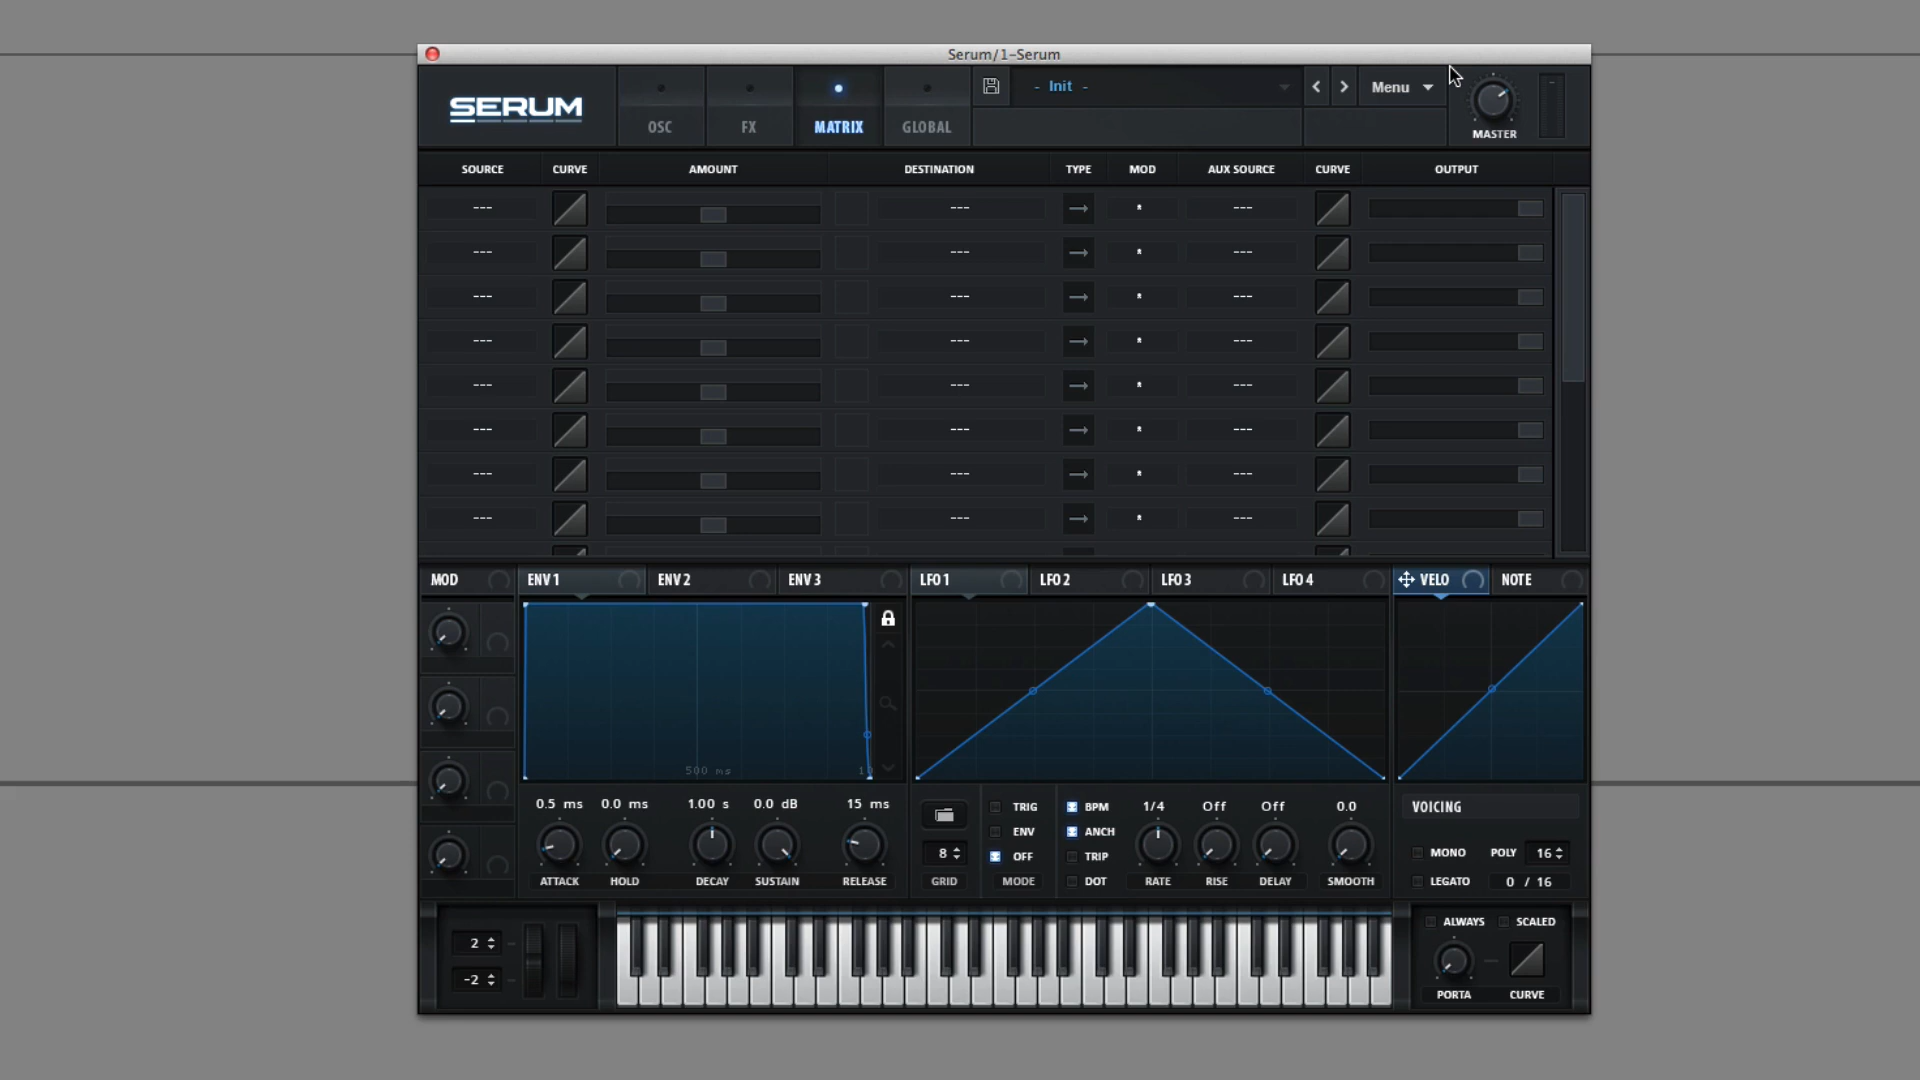 Serum/1-Serum
SERUM
OSC
FX
MATRIX
GLOBAL
- Init -
Menu
MASTER
SOURCE CURVE AMOUNT DESTINATION TYPE MOD AUX SOURCE CURVE OUTPUT
--- --- * ---
--- --- * ---
--- --- * ---
--- --- * ---
--- --- * ---
--- --- * ---
--- --- * ---
--- --- * ---
MOD ENV 1 ENV 2 ENV 3 LFO 1 LFO 2 LFO 3 LFO 4 VELO NOTE
500 ms
0.5 ms 0.0 ms 1.00 s 0.0 dB 15 ms
ATTACK HOLD DECAY SUSTAIN RELEASE
8
GRID
TRIG
ENV
OFF
MODE
BPM
ANCH
TRIP
DOT
1/4 Off Off 0.0
RATE RISE DELAY SMOOTH
VOICING
MONO POLY 16
LEGATO 0 / 16
2
-2
ALWAYS SCALED
PORTA CURVE